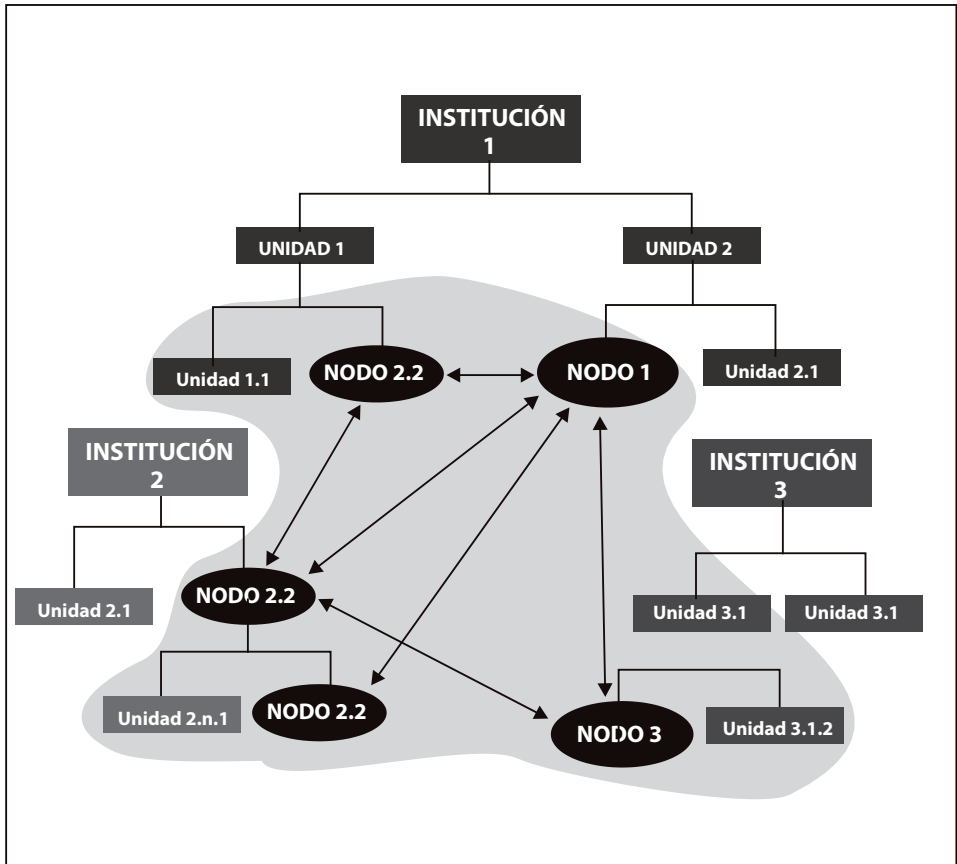 INSTITUCIÓN
1
UNIDAD 1
UNIDAD 2
Unidad 1.1
NODO 2.2
NODO 1
Unidad 2.1
INSTITUCIÓN
2
INSTITUCIÓN
3
NODO 2.2
Unidad 2.1
Unidad 3.1
Unidad 3.1
Unidad 2.n.1
NODO 2.2
NODO 3
Unidad 3.1.2